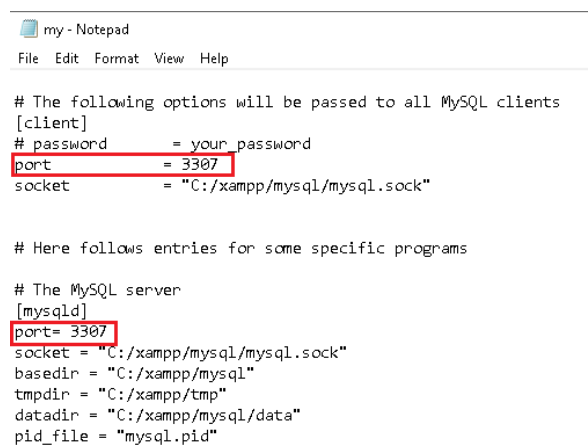 my - Notepad
File Edit Format View Help
# The following options will be passed to all MySQL clients
[client]
# password = your_password
port = 3307
socket = "C:/xampp/mysql/mysql.sock"
# Here follows entries for some specific programs
# The MySQL server
[mysqld]
port= 3307
socket = "C:/xampp/mysql/mysql.sock"
basedir = "C:/xampp/mysql"
tmpdir = "C:/xampp/tmp"
datadir = "C:/xampp/mysql/data"
pid_file = "mysql.pid"